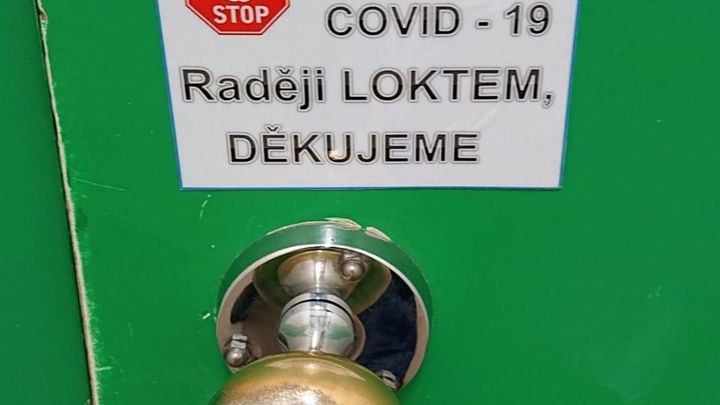 STOP
COVID - 19
Raději LOKTEM,
DĚKUJEME